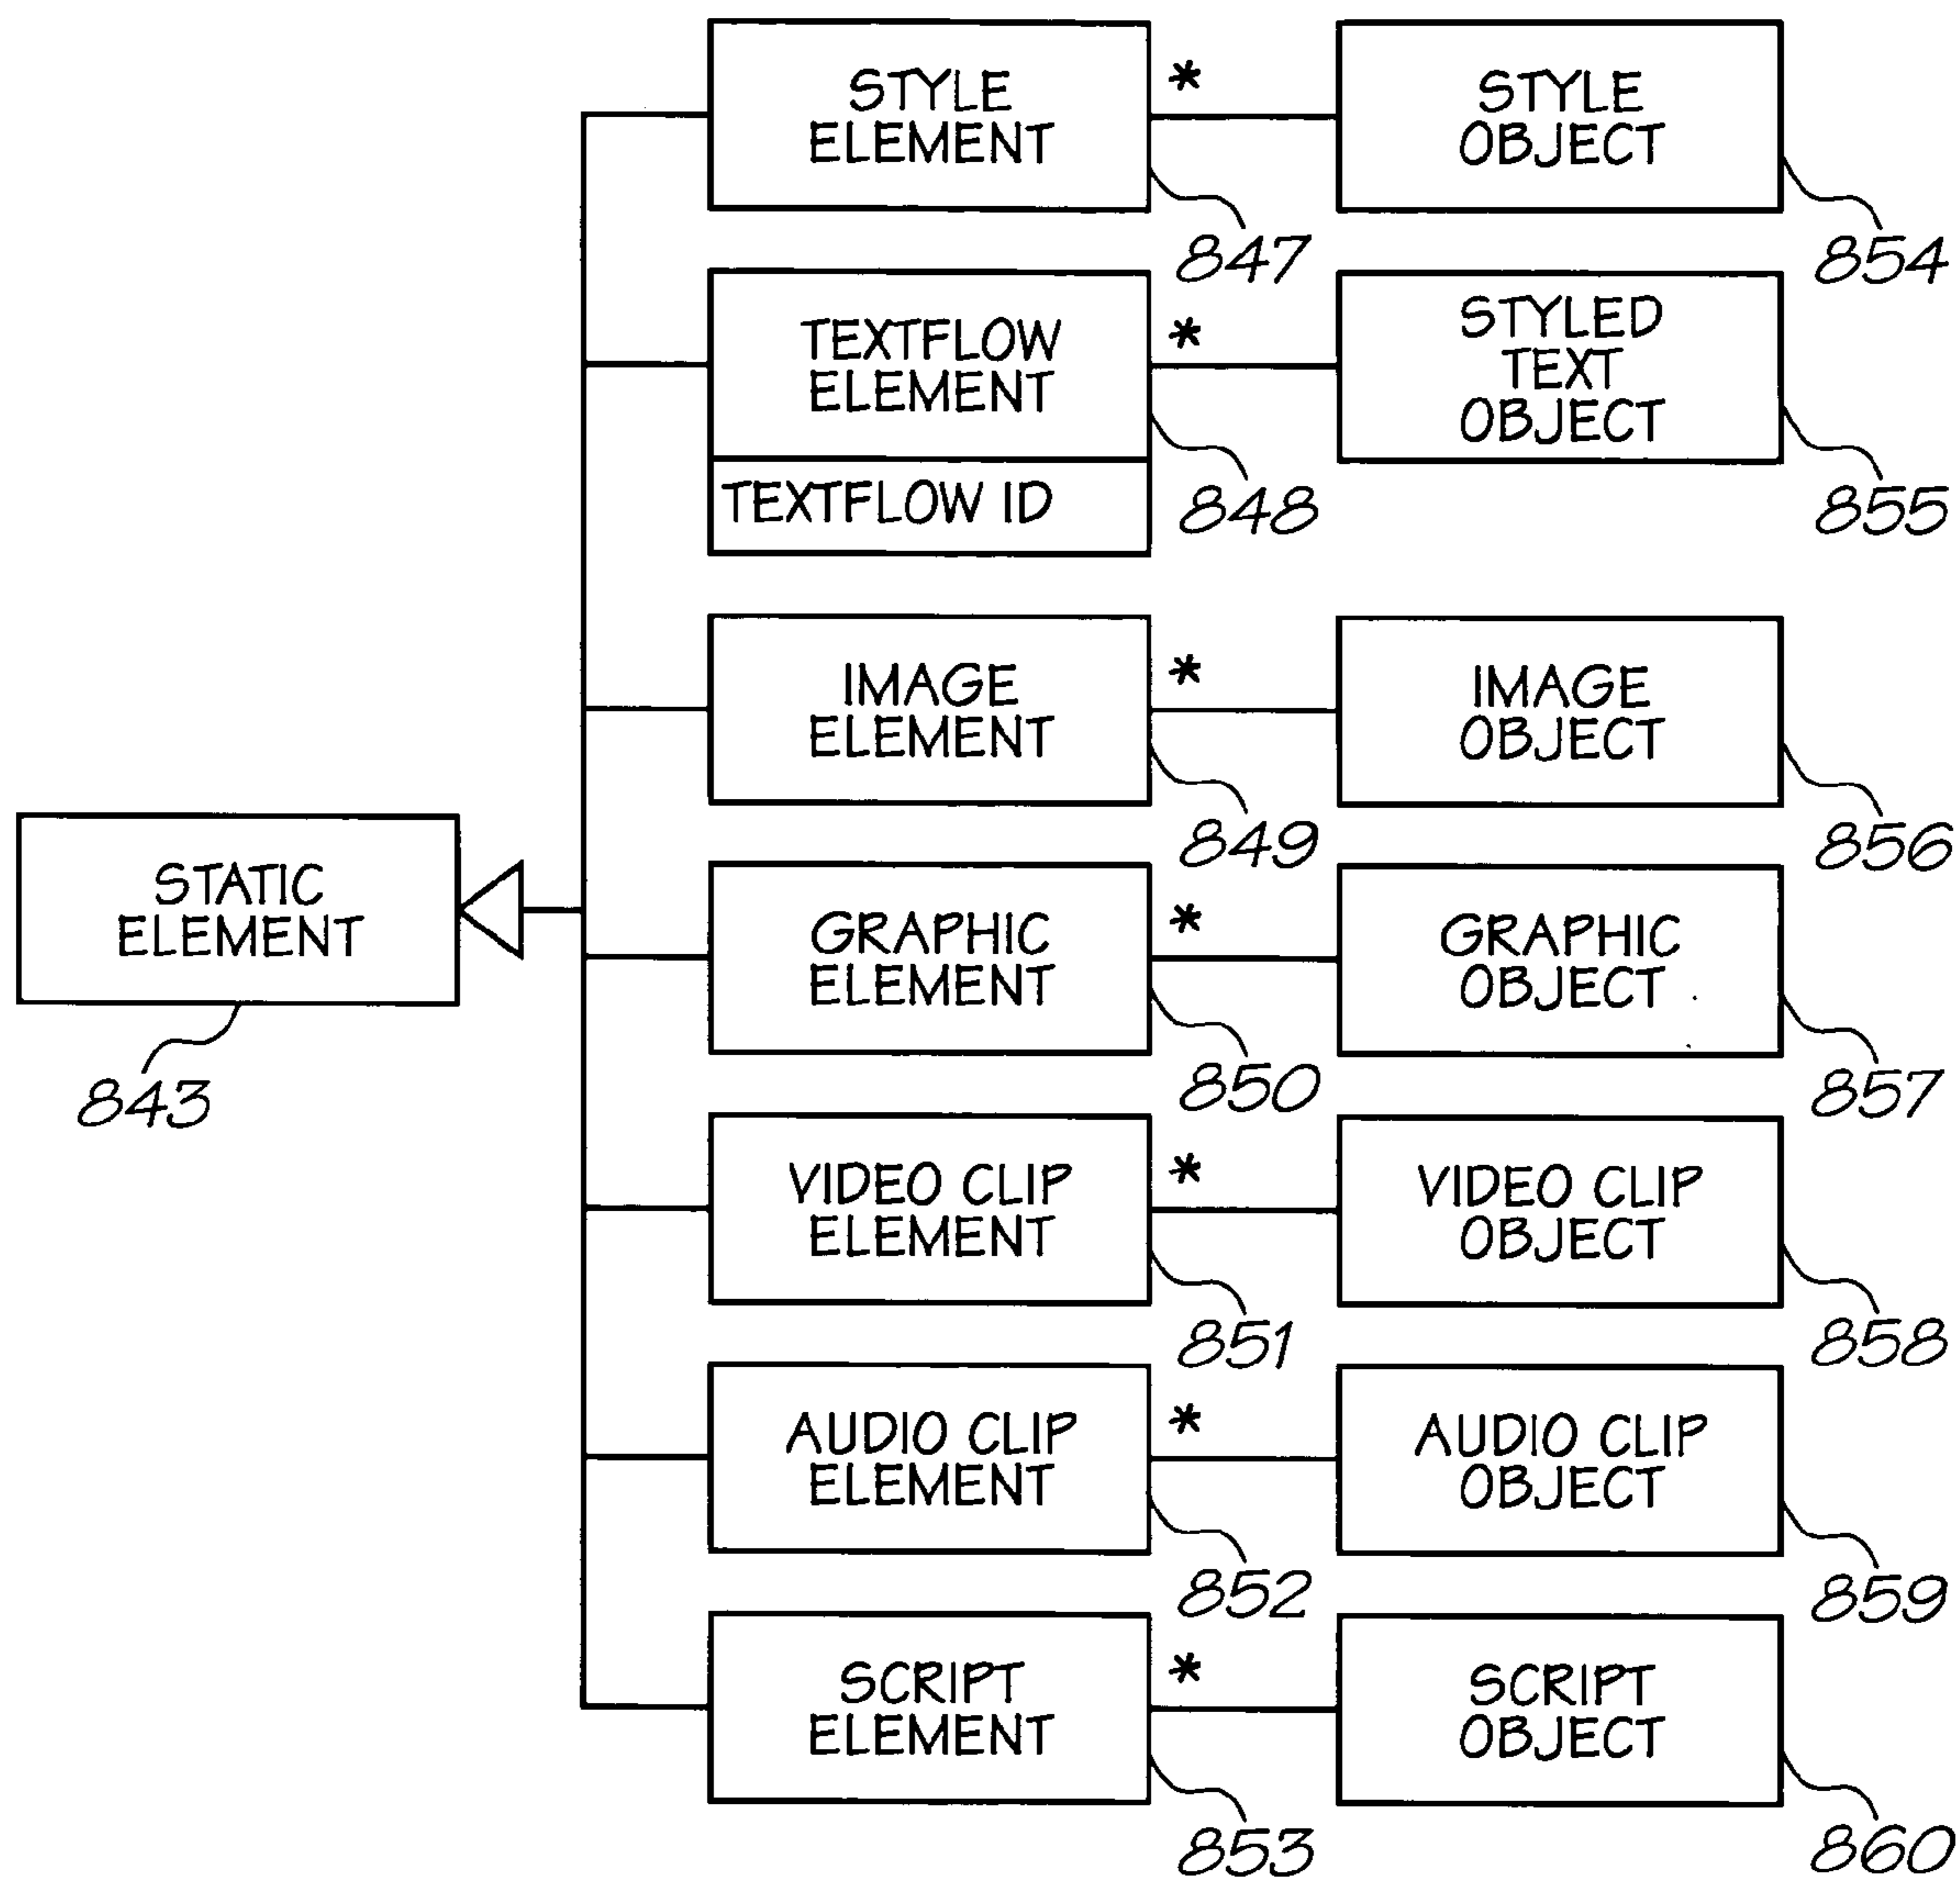 STYLE
ELEMENT
*
STYLE
OBJECT
847
854
TEXTFLOW
ELEMENT
TEXTFLOW ID
*
STYLED
TEXT
OBJECT
848
855
IMAGE
ELEMENT
*
IMAGE
OBJECT
849
856
STATIC
ELEMENT
843
GRAPHIC
ELEMENT
*
GRAPHIC
OBJECT
850
857
VIDEO CLIP
ELEMENT
*
VIDEO CLIP
OBJECT
851
858
AUDIO CLIP
ELEMENT
*
AUDIO CLIP
OBJECT
852
859
SCRIPT
ELEMENT
*
SCRIPT
OBJECT
853
860